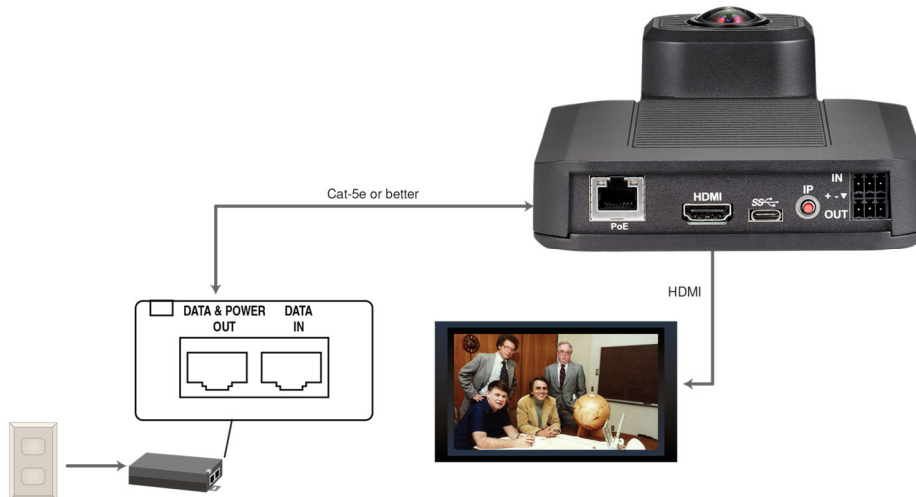 Cat-5e or better
IN
HDMI
SS
IP
+ - ▼
OUT
PoE
HDMI
DATA & POWER OUT
DATA IN